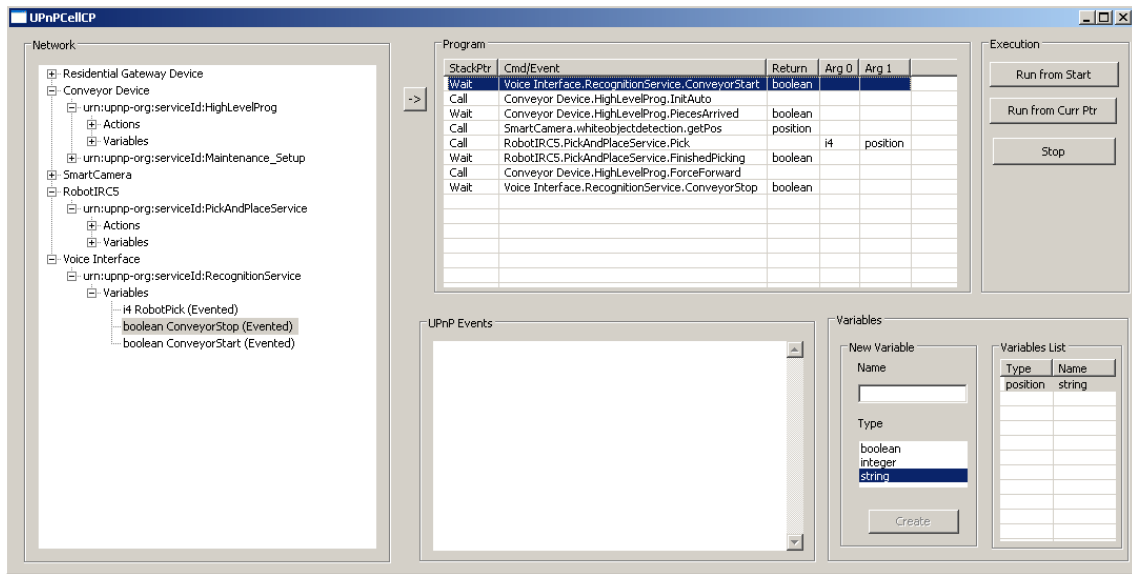 UPnPCellCP
Network
Residential Gateway Device
Conveyor Device
urn:upnp-org:serviceId:HighLevelProg
Actions
Variables
urn:upnp-org:serviceId:Maintenance_Setup
SmartCamera
RobotIRC5
urn:upnp-org:serviceId:PickAndPlaceService
Actions
Variables
Voice Interface
urn:upnp-org:serviceId:RecognitionService
Variables
i4 RobotPick (Evented)
boolean ConveyorStop (Evented)
boolean ConveyorStart (Evented)
->
Program
StackPtr Cmd/Event Return Arg 0 Arg 1
Wait Voice Interface.RecognitionService.ConveyorStart boolean
Call Conveyor Device.HighLevelProg.InitAuto
Wait Conveyor Device.HighLevelProg.PiecesArrived boolean
Call SmartCamera.whiteobjectdetection.getPos position
Call RobotIRC5.PickAndPlaceService.Pick i4 position
Wait RobotIRC5.PickAndPlaceService.FinishedPicking boolean
Call Conveyor Device.HighLevelProg.ForceForward
Wait Voice Interface.RecognitionService.ConveyorStop boolean
Execution
Run from Start
Run from Curr Ptr
Stop
UPnP Events
Variables
New Variable
Name
Type
boolean
integer
string
Create
Variables List
Type Name
position string